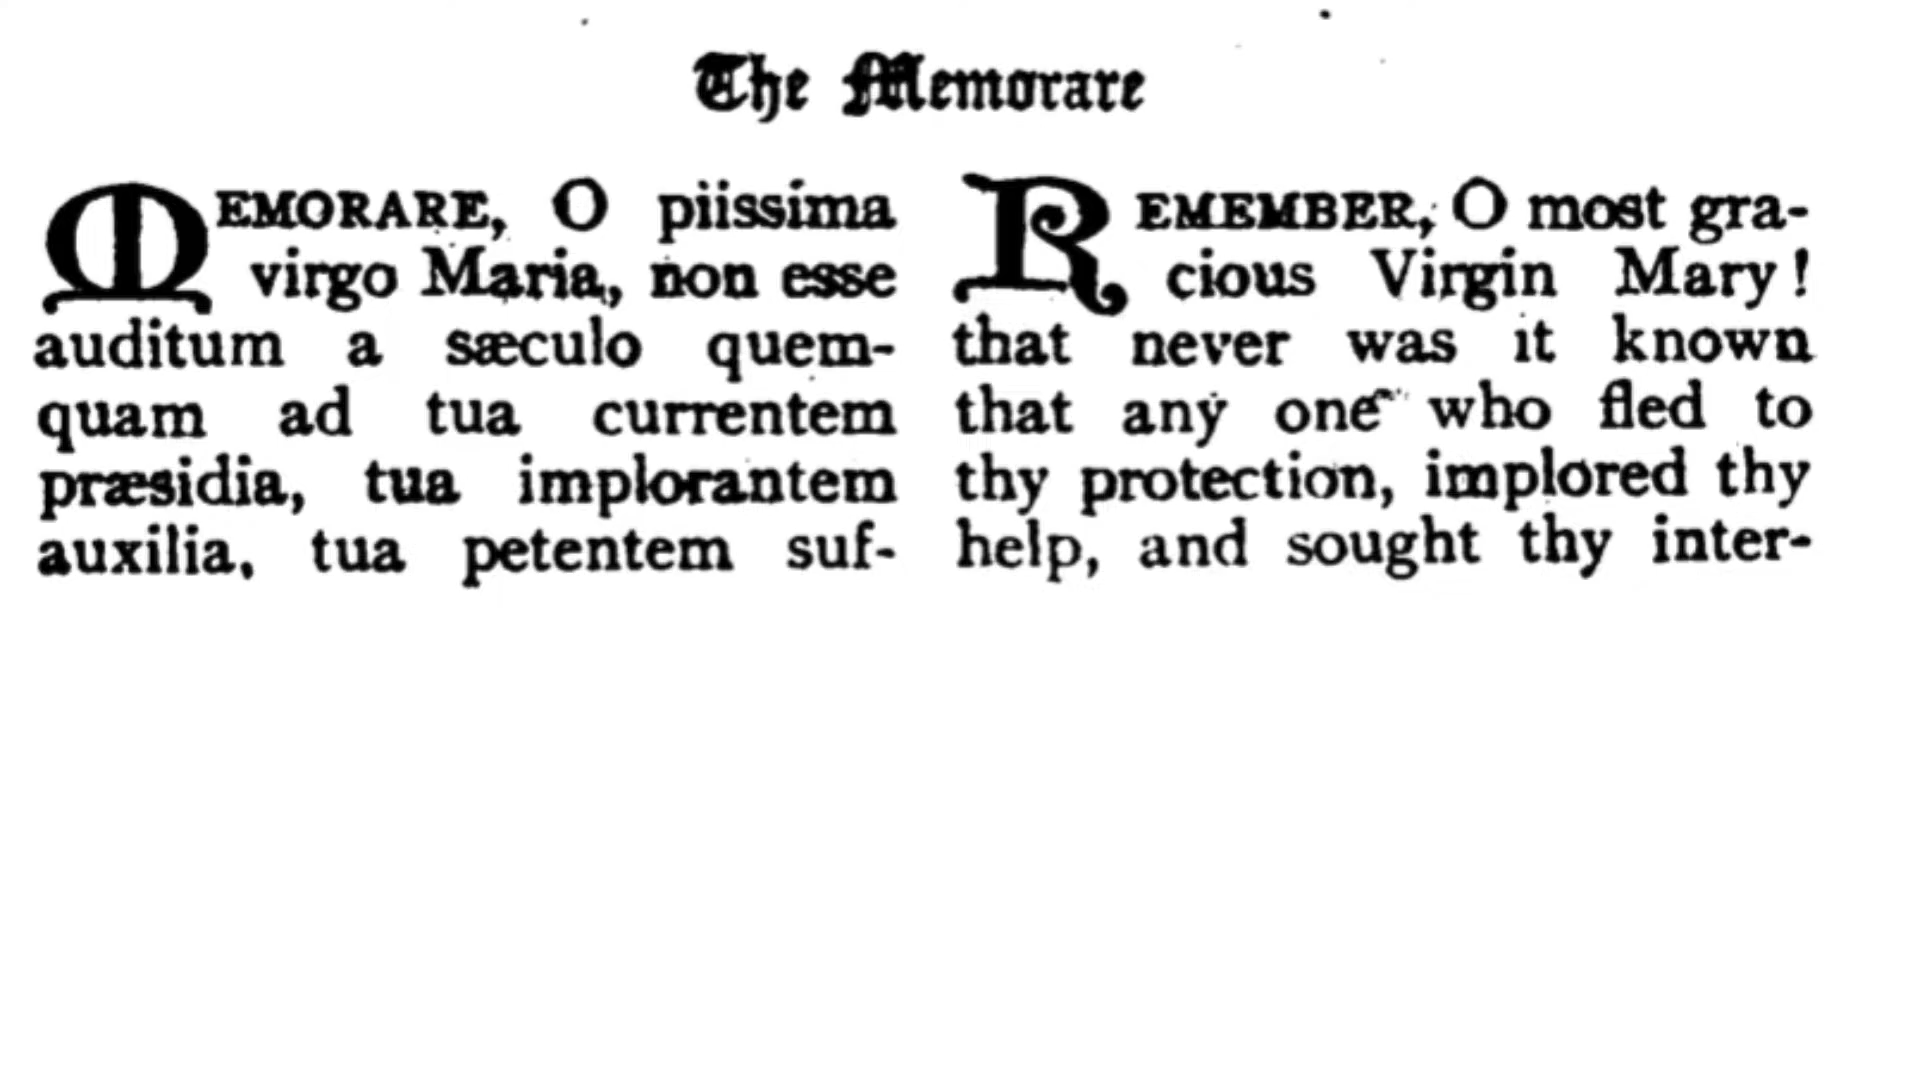 The Memorare
MEMORARE, O piissima
virgo Maria, non esse
auditum a sæculo quem-
quam ad tua currentem
præsidia, tua implorantem
auxilia, tua petentem suf-
REMEMBER, O most gra-
cious Virgin Mary!
that never was it known
that any one who fled to
thy protection, implored thy
help, and sought thy inter-